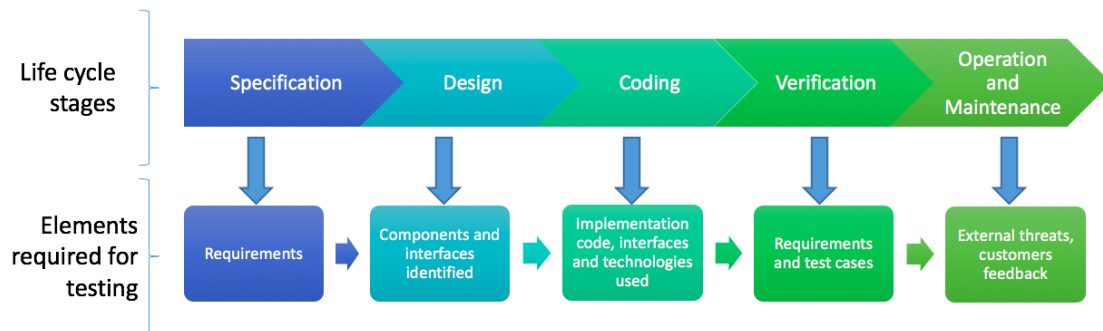 Life cycle
stages
Specification
Design
Coding
Verification
Operation
and
Maintenance
Elements
required for
testing
Requirements
Components and
interfaces
identified
Implementation
code, interfaces
and technologies
used
Requirements
and test cases
External threats,
customers
feedback